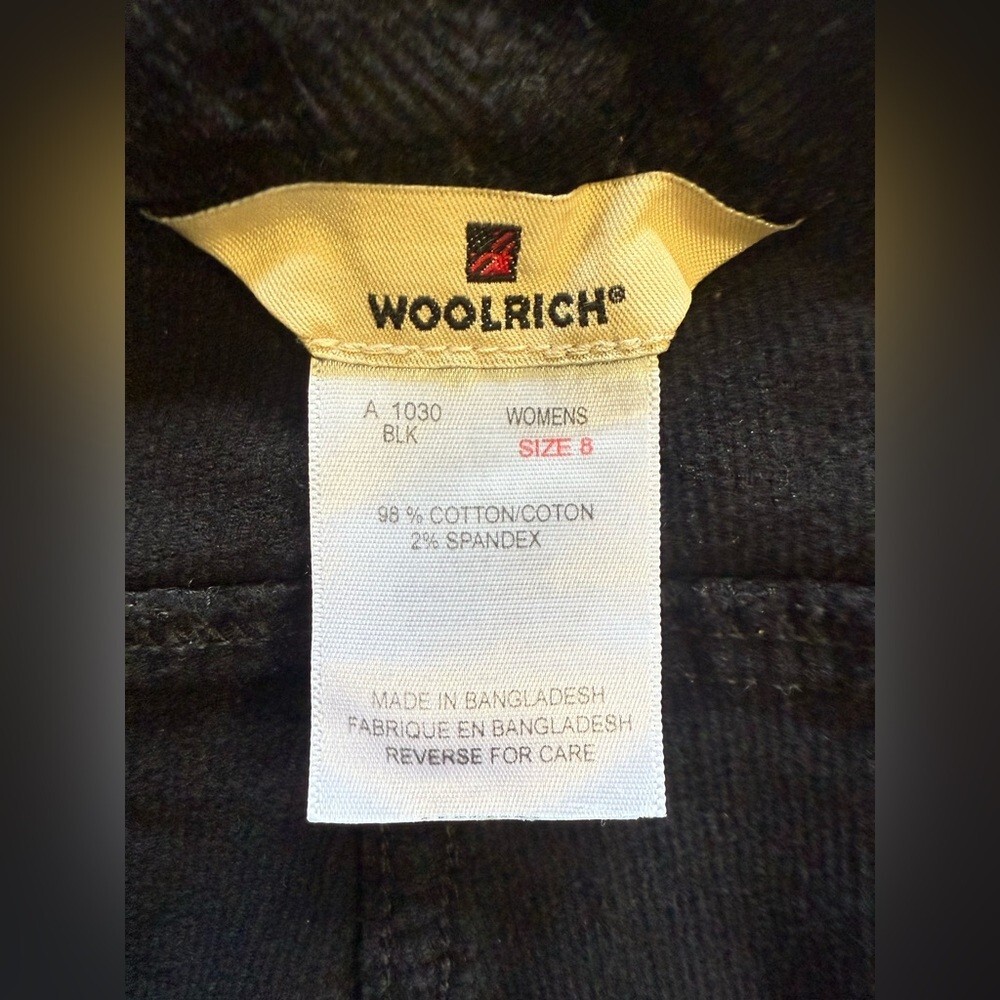 WOOLRICH®
A 1030 WOMENS
BLK SIZE 8
98 % COTTON/COTON
2% SPANDEX
MADE IN BANGLADESH
FABRIQUE EN BANGLADESH
REVERSE FOR CARE